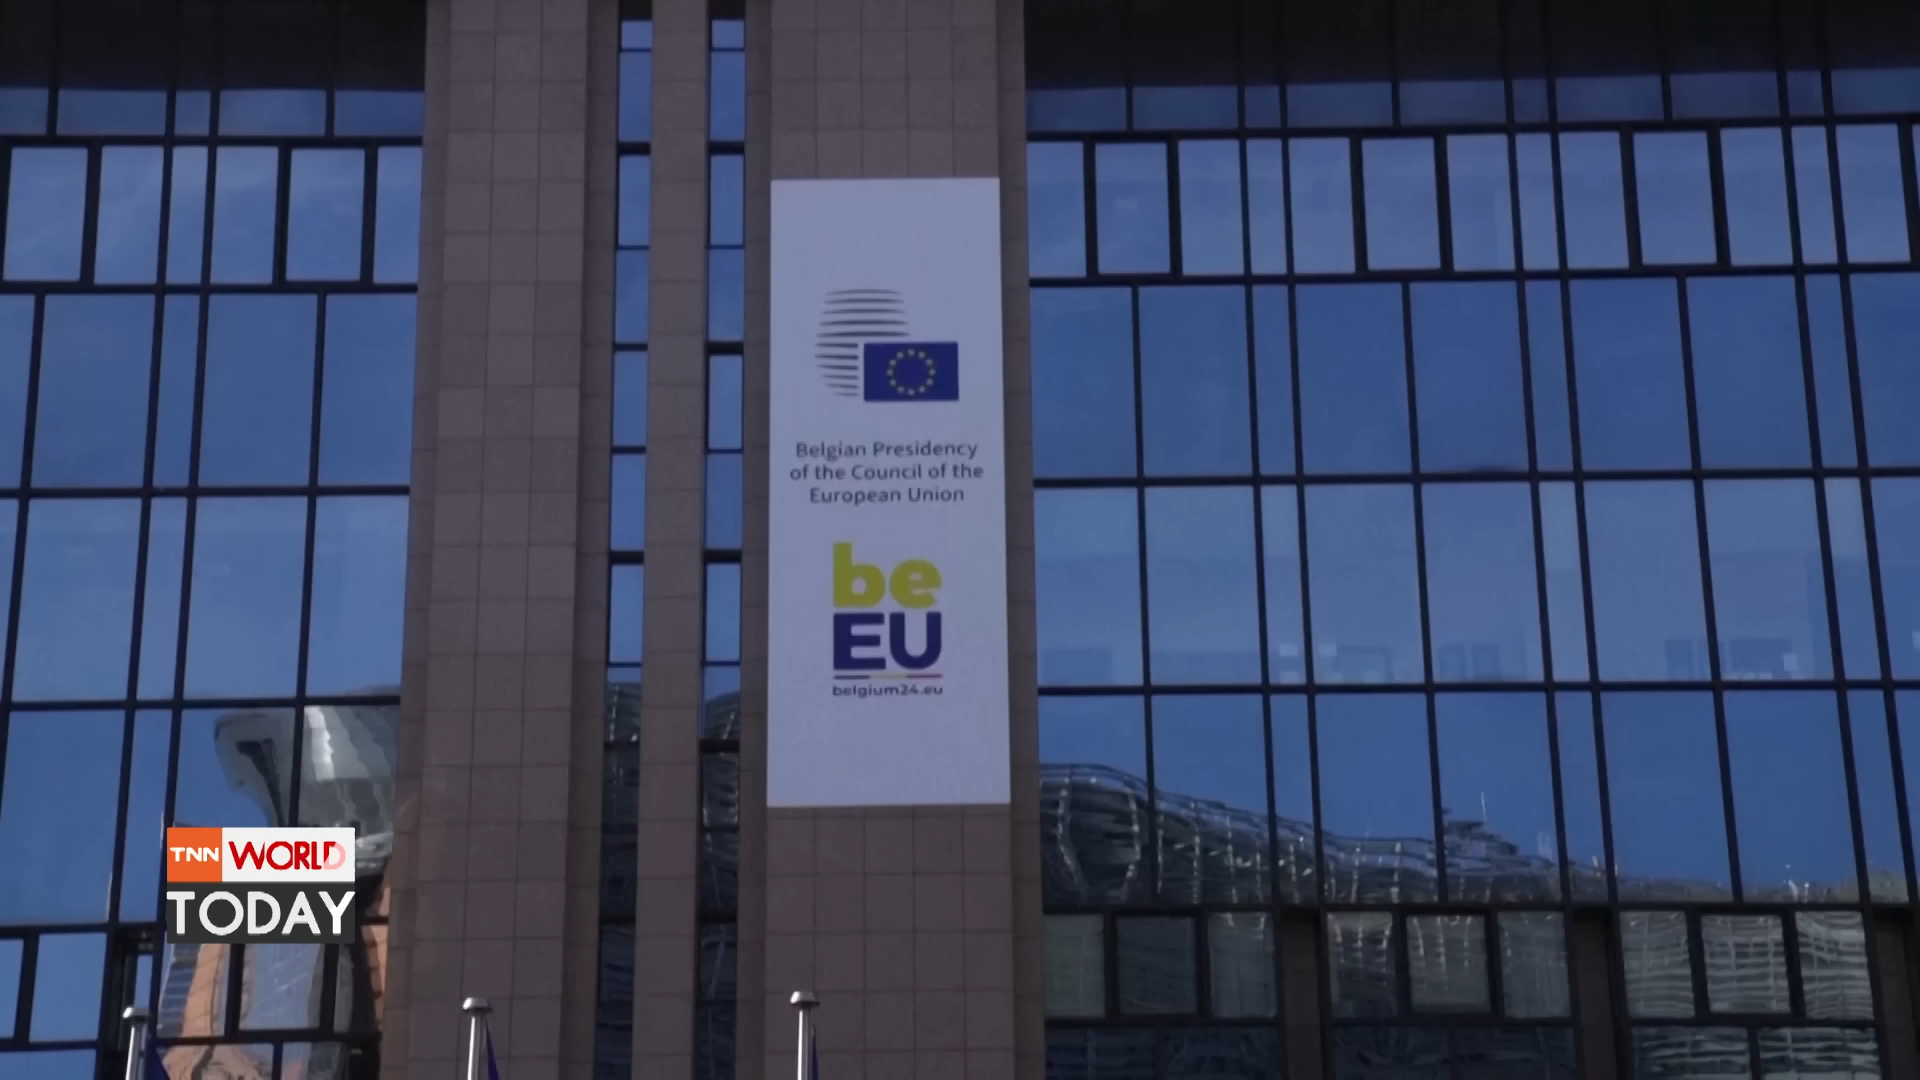 Belgian Presidency
of the Council of the
European Union
be
EU
belgium24.eu
TNN WORLD
TODAY